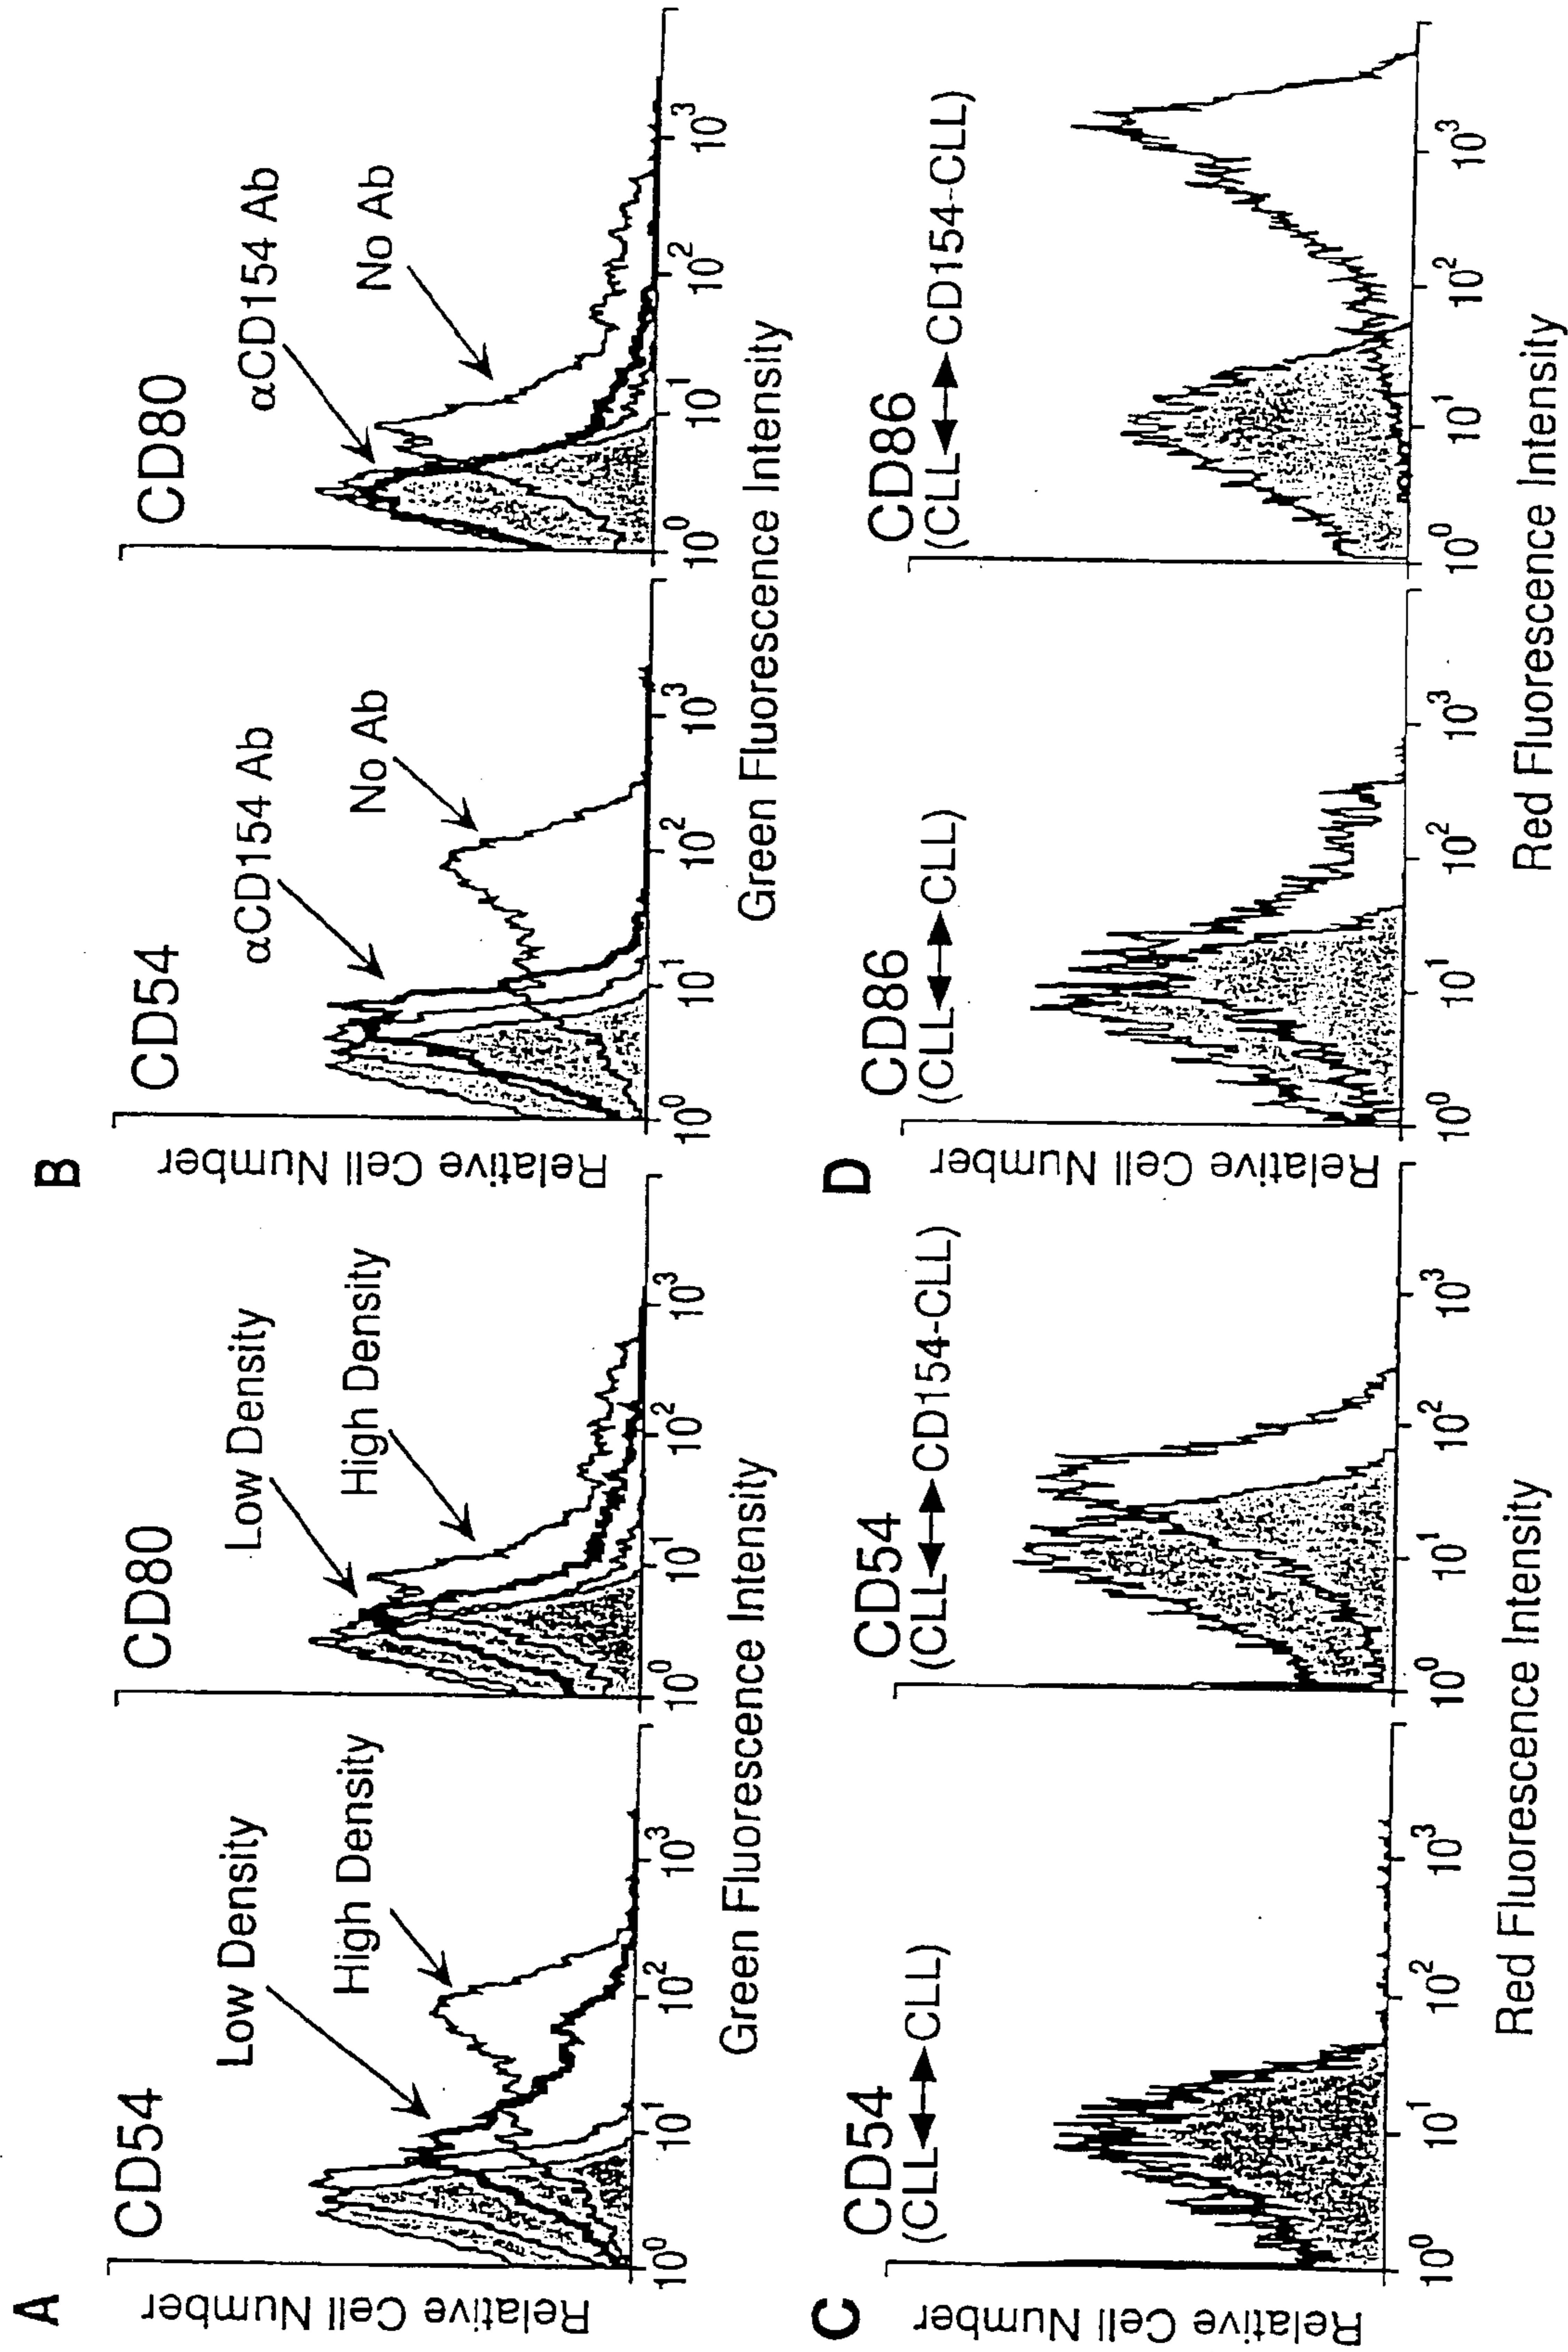 A
CD54
Low Density
High Density
Relative Cell Number
10⁰ 10¹ 10² 10³
CD80
Low Density
High Density
10⁰ 10¹ 10² 10³
Green Fluorescence Intensity
B
CD54
αCD154 Ab
No Ab
Relative Cell Number
10⁰ 10¹ 10² 10³
CD80
αCD154 Ab
No Ab
10⁰ 10¹ 10² 10³
Green Fluorescence Intensity
C
CD54
(CLL↔CLL)
Relative Cell Number
10⁰ 10¹ 10² 10³
CD54
(CLL↔CD154-CLL)
10⁰ 10¹ 10² 10³
Red Fluorescence Intensity
D
CD86
(CLL↔CLL)
Relative Cell Number
10⁰ 10¹ 10² 10³
CD86
(CLL↔CD154-CLL)
10⁰ 10¹ 10² 10³
Red Fluorescence Intensity